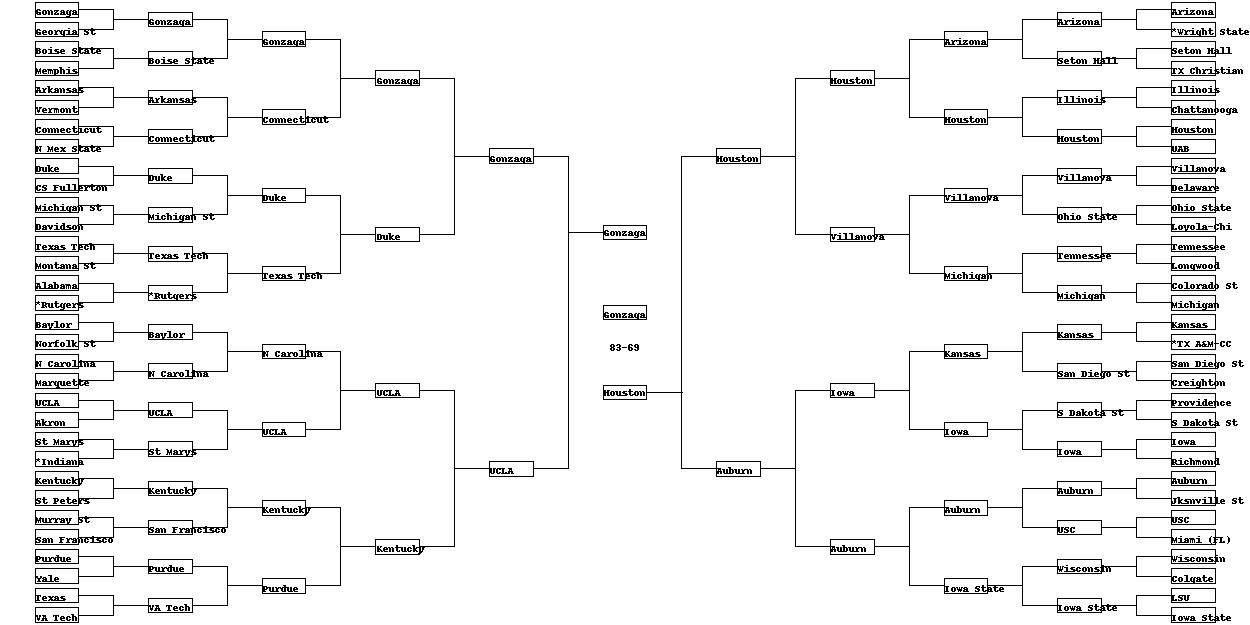 Gonzaga
Georgia St
Boise State
Memphis
Arkansas
Vermont
Connecticut
N Mex State
Duke
CS Fullerton
Michigan St
Davidson
Texas Tech
Montana St
Alabama
*Rutgers
Baylor
Norfolk St
N Carolina
Marquette
UCLA
Akron
St Marys
*Indiana
Kentucky
St Peters
Murray St
San Francisco
Purdue
Yale
Texas
VA Tech
Gonzaga
Boise State
Arkansas
Connecticut
Duke
Michigan St
Texas Tech
*Rutgers
Baylor
N Carolina
UCLA
St Marys
Kentucky
San Francisco
Purdue
VA Tech
Gonzaga
Connecticut
Duke
Texas Tech
N Carolina
UCLA
Kentucky
Purdue
Gonzaga
Duke
UCLA
Kentucky
Gonzaga
UCLA
Gonzaga
Gonzaga
83-69
Houston
Houston
Auburn
Houston
Villanova
Iowa
Auburn
Arizona
Houston
Villanova
Michigan
Kansas
Iowa
Auburn
Iowa State
Arizona
Seton Hall
Illinois
Houston
Villanova
Ohio State
Tennessee
Michigan
Kansas
San Diego St
S Dakota St
Iowa
Auburn
USC
Wisconsin
Iowa State
Arizona
*Wright State
Seton Hall
TX Christian
Illinois
Chattanooga
Houston
UAB
Villanova
Delaware
Ohio State
Loyola-Chi
Tennessee
Longwood
Colorado St
Michigan
Kansas
*TX A&M-CC
San Diego St
Creighton
Providence
S Dakota St
Iowa
Richmond
Auburn
Jksnville St
USC
Miami (FL)
Wisconsin
Colgate
LSU
Iowa State